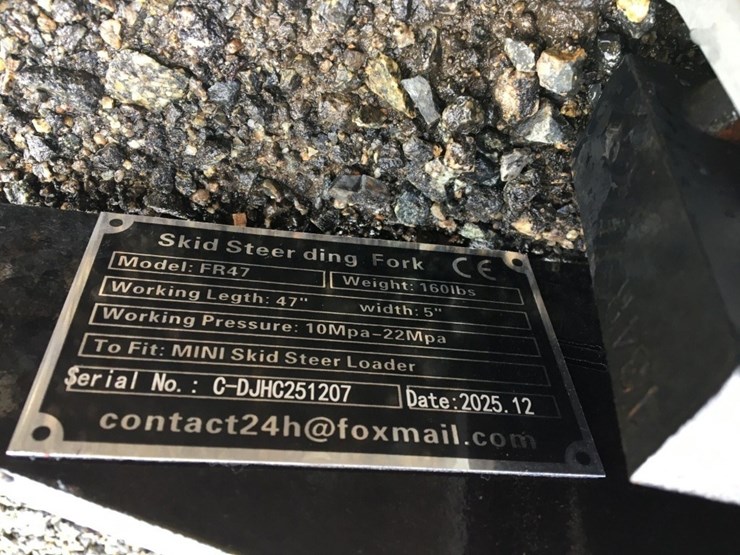 Skid Steer ding Fork CE
Model: FR47 Weight: 160lbs
Working Legth: 47" width: 5"
Working Pressure: 10Mpa-22Mpa
To Fit: MINI Skid Steer Loader
Serial No.: C-DJHC251207 Date:2025.12
contact24h@foxmail.com